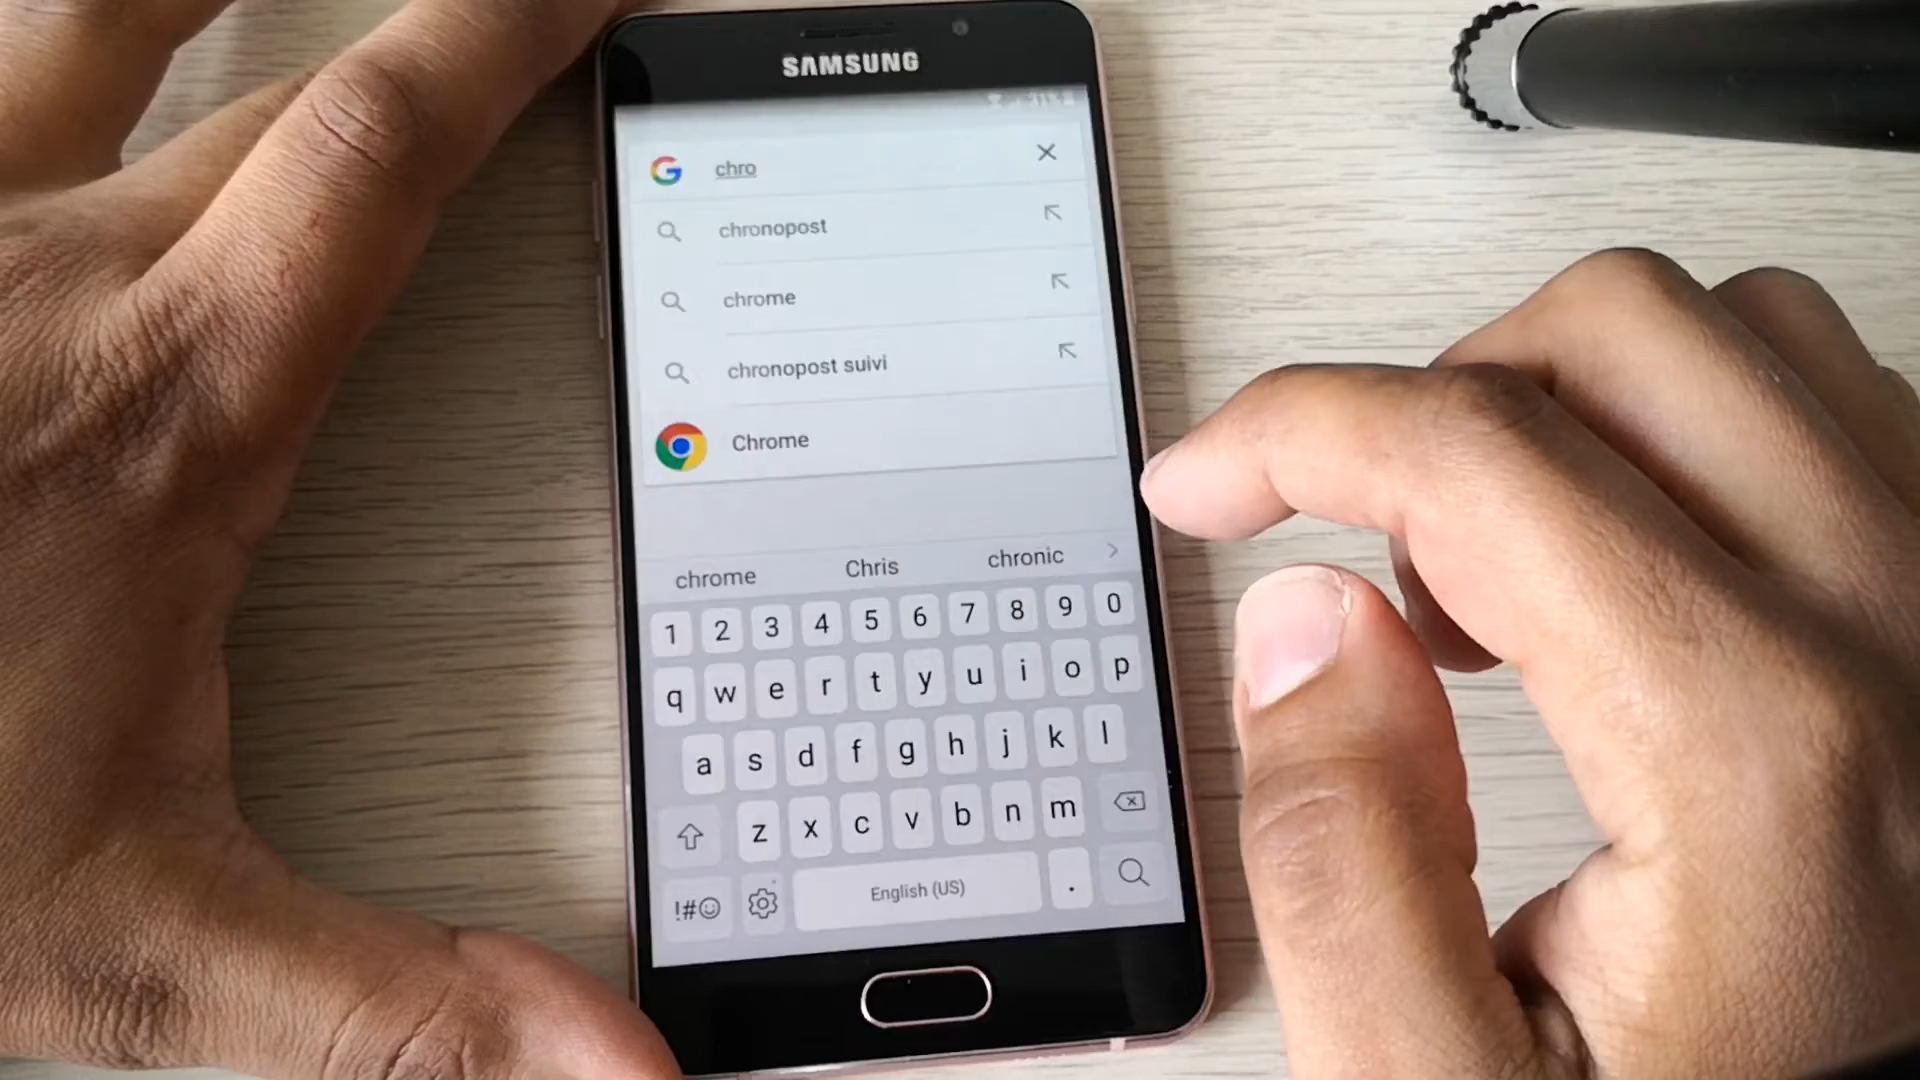 SAMSUNG
31%
chro
chronopost
chrome
chronopost suivi
Chrome
chrome Chris chronic
1 2 3 4 5 6 7 8 9 0
q w e r t y u i o p
a s d f g h j k l
z x c v b n m
!#☺ English (US) .